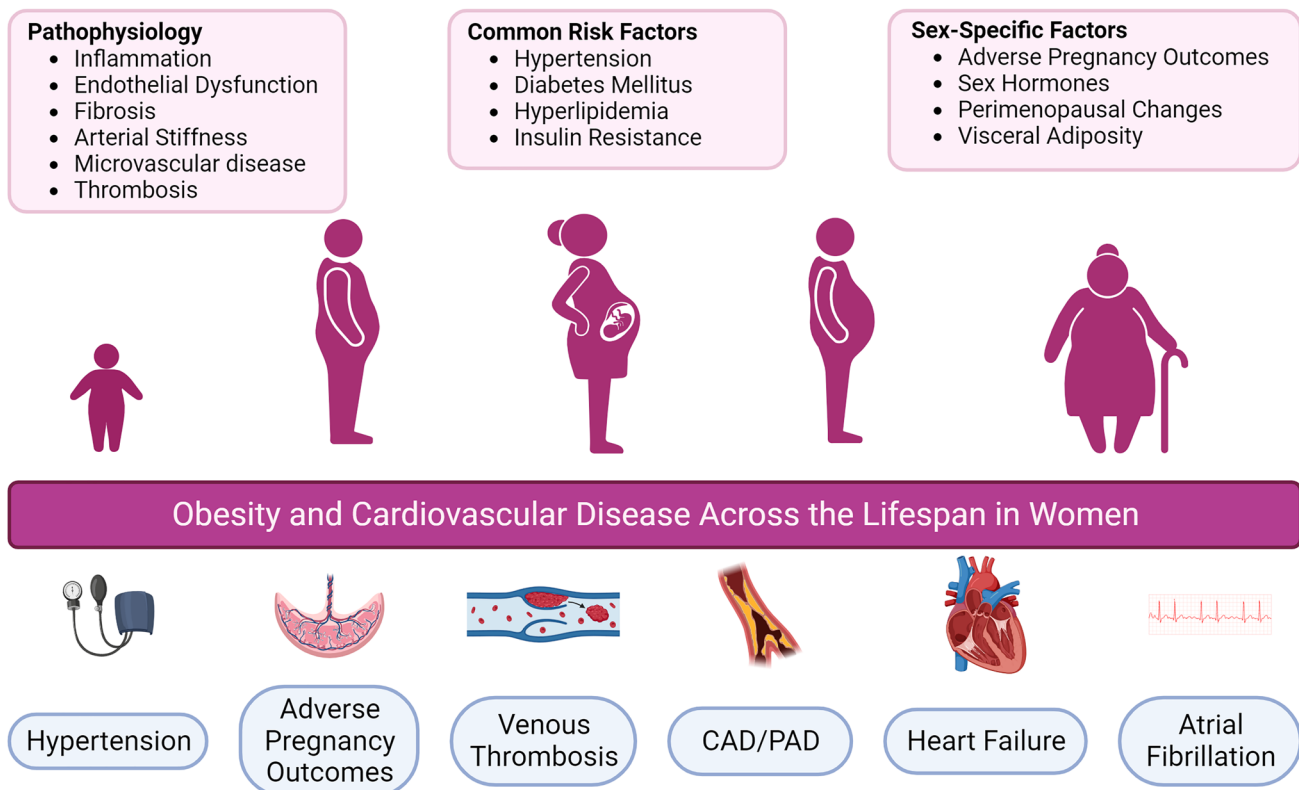 Pathophysiology
• Inflammation
• Endothelial Dysfunction
• Fibrosis
• Arterial Stiffness
• Microvascular disease
• Thrombosis
Common Risk Factors
• Hypertension
• Diabetes Mellitus
• Hyperlipidemia
• Insulin Resistance
Sex-Specific Factors
• Adverse Pregnancy Outcomes
• Sex Hormones
• Perimenopausal Changes
• Visceral Adiposity
Obesity and Cardiovascular Disease Across the Lifespan in Women
Hypertension
Adverse
Pregnancy
Outcomes
Venous
Thrombosis
CAD/PAD
Heart Failure
Atrial
Fibrillation